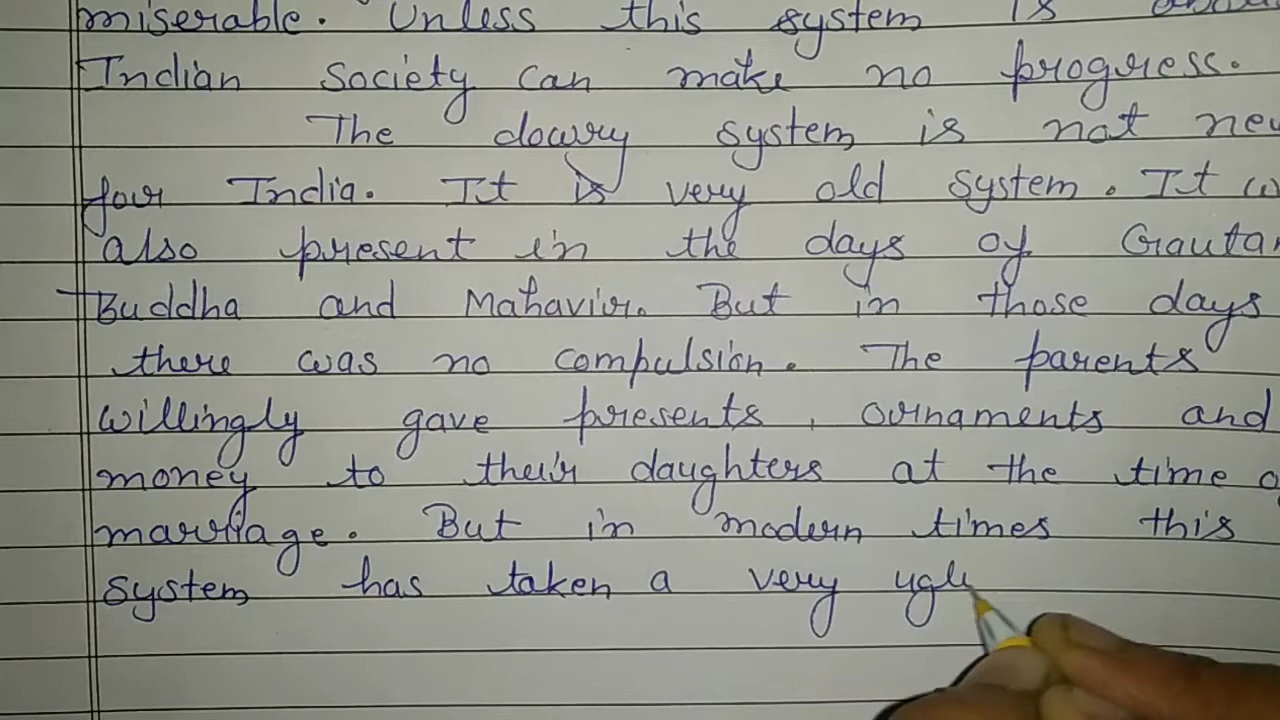 miserable. Unless this system is
Indian Society can make no progress.
The dowry system is not new
for India. It is very old system. It
also present in the days of Gautam
Buddha and Mahavir. But in those days
there was no compulsion. The parents
willingly gave presents, ornaments and
money to their daughters at the time
marriage. But in modern times this
system has taken a very ugly